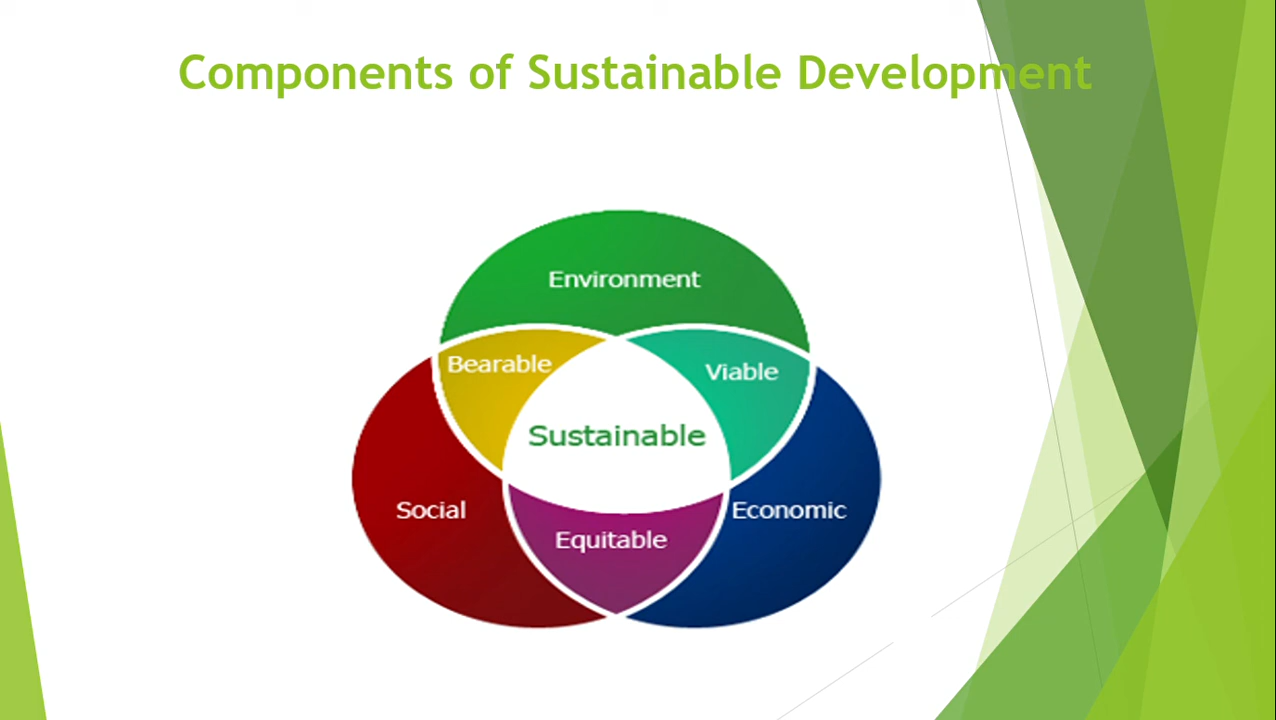 Components of Sustainable Development
Environment
Bearable
Viable
Sustainable
Social
Economic
Equitable